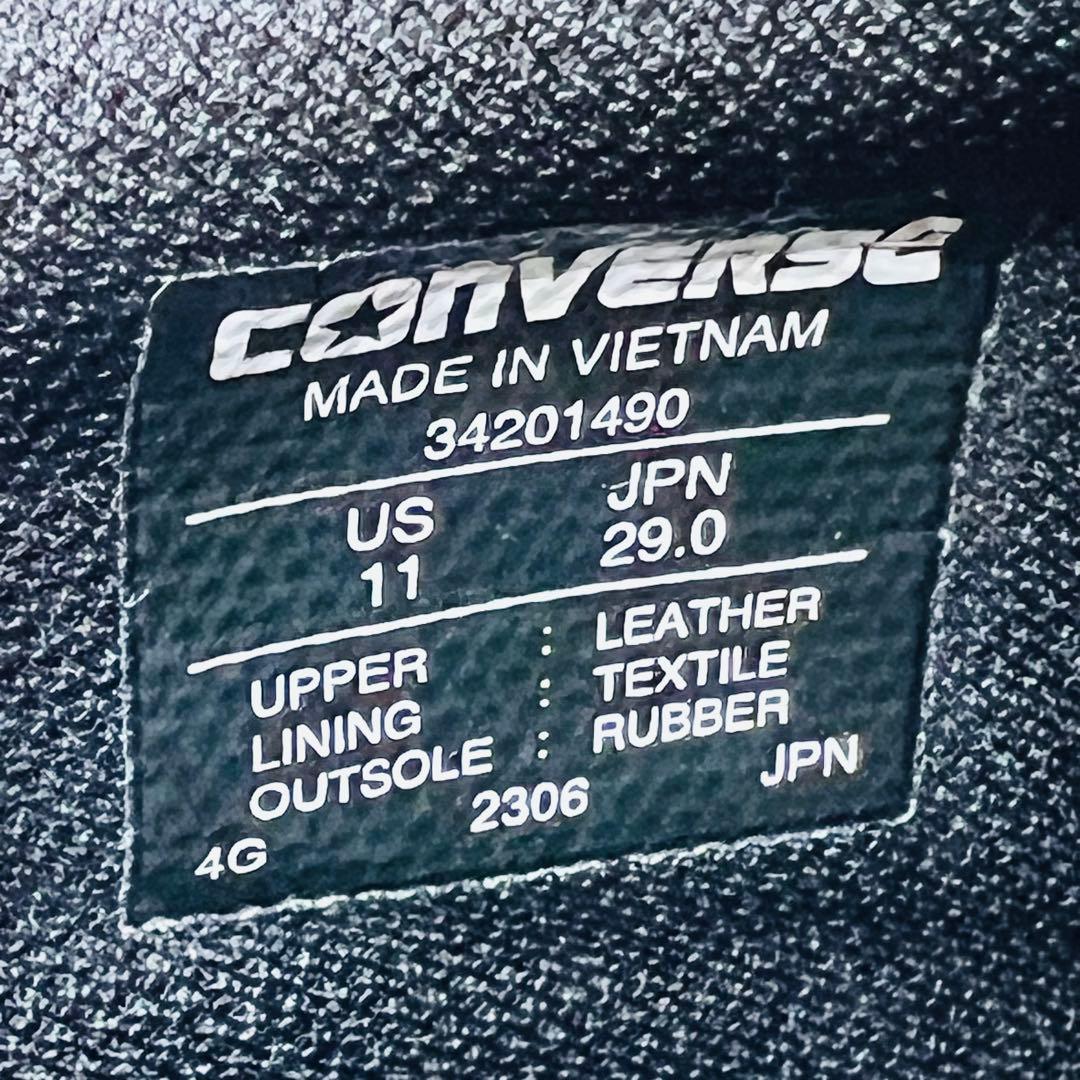 CONVERSE
MADE IN VIETNAM
34201490
US JPN
11 29.0
UPPER : LEATHER
LINING : TEXTILE
OUTSOLE : RUBBER
4G 2306 JPN